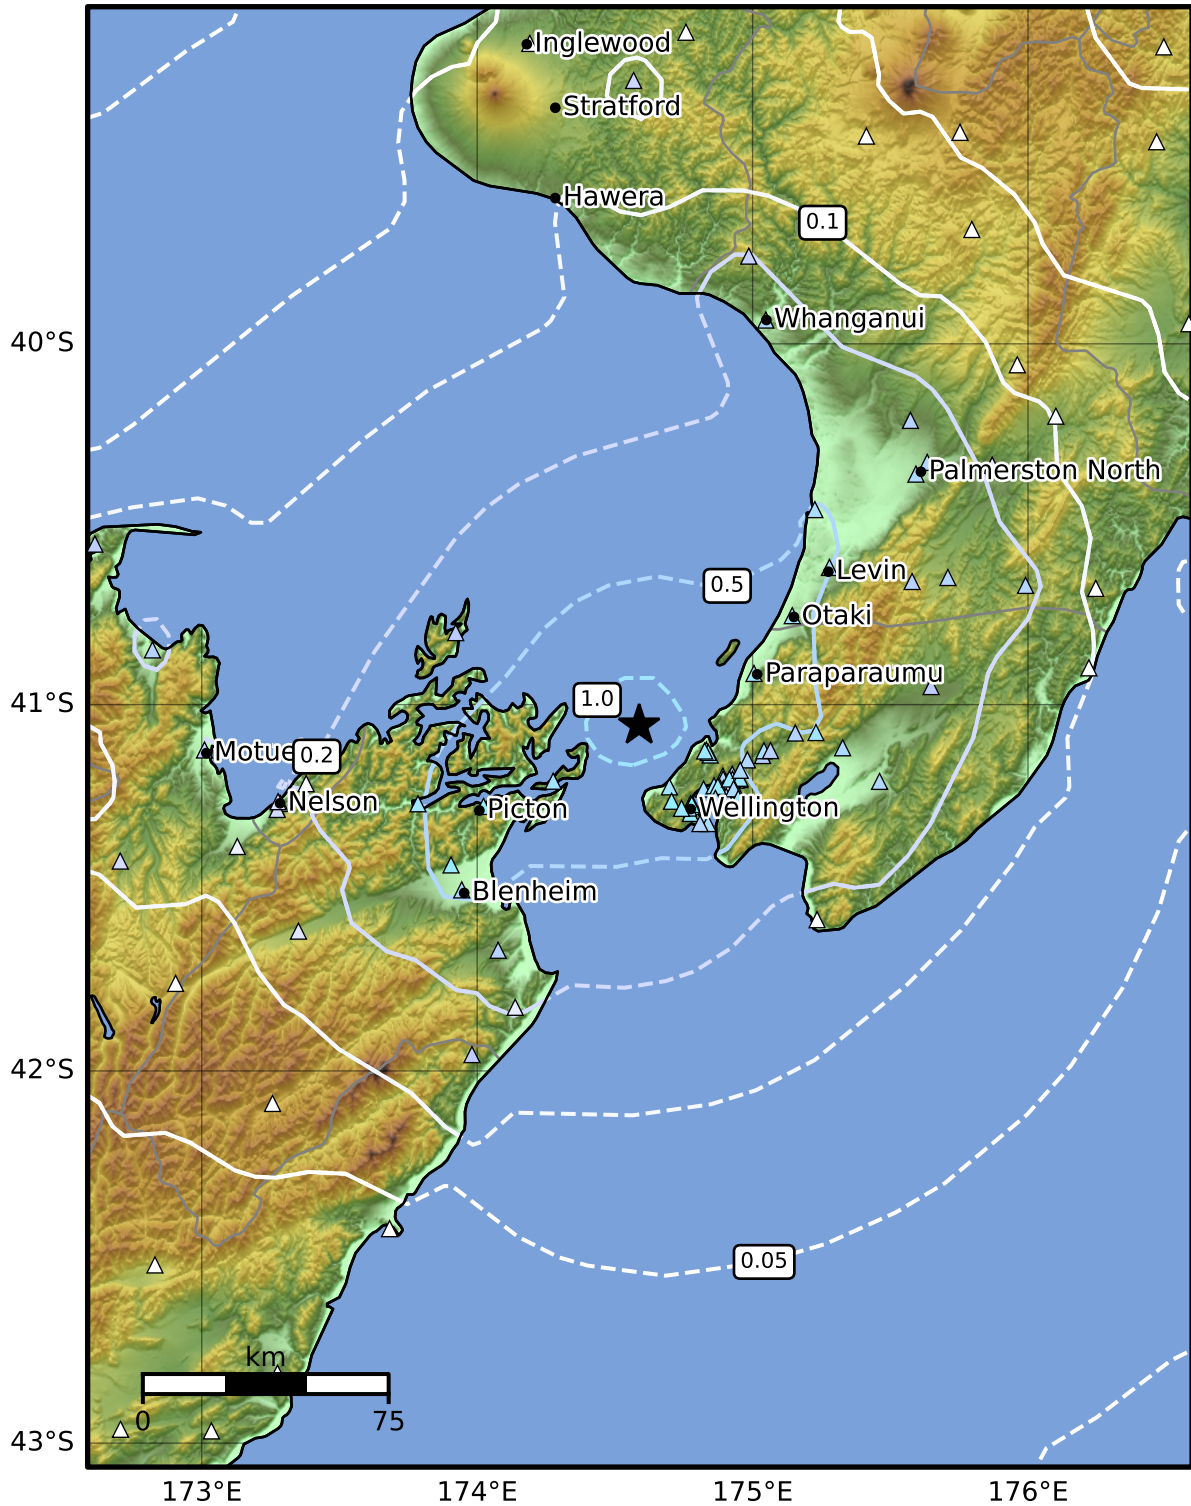 Inglewood
Stratford
Hawera
0.1
Whanganui
40°S
Palmerston North
0.5
Levin
Otaki
Paraparaumu
1.0
41°S
Motue
0.2
Nelson
Picton
Wellington
Blenheim
42°S
0.05
km
0 75
43°S
173°E 174°E 175°E 176°E